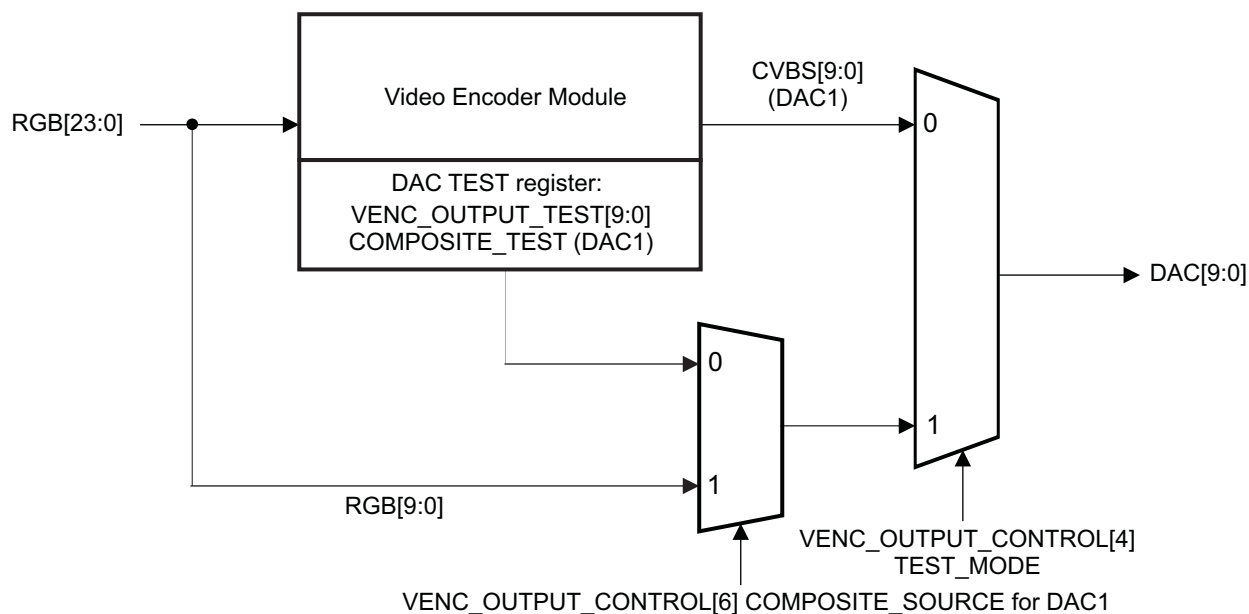 CVBS[9:0]
(DAC1)
Video Encoder Module
RGB[23:0]
0
DAC TEST register:
VENC_OUTPUT_TEST[9:0]
COMPOSITE_TEST (DAC1)
DAC[9:0]
0
1
1
RGB[9:0]
VENC_OUTPUT_CONTROL[4]
TEST_MODE
VENC_OUTPUT_CONTROL[6] COMPOSITE_SOURCE for DAC1